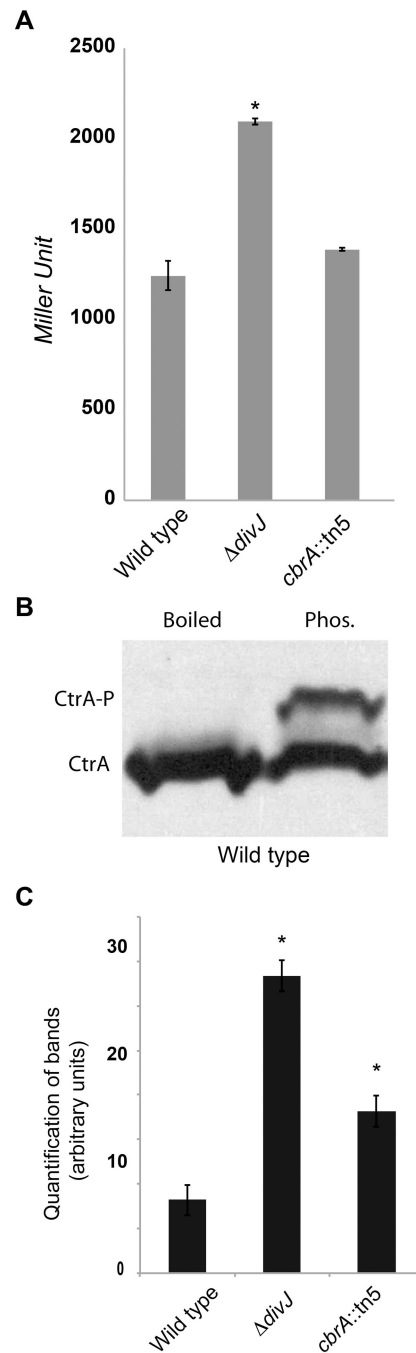 A
2500
2000
1500
1000
500
0
Miller Unit
*
Wild type
ΔdivJ
cbrA::tn5
B
Boiled Phos.
CtrA-P
CtrA
Wild type
C
30
20
10
0
Quantification of bands
(arbitrary units)
*
*
Wild type
ΔdivJ
cbrA::tn5